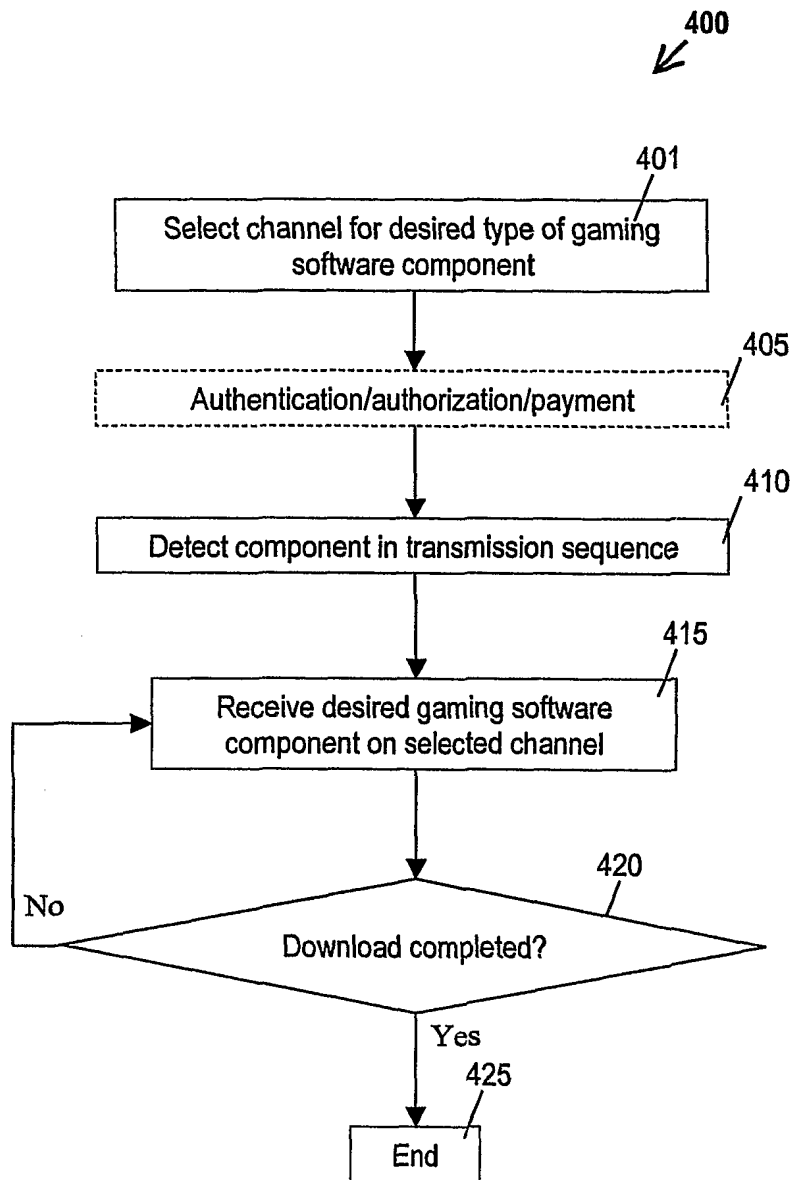 400
401
Select channel for desired type of gaming
software component
405
Authentication/authorization/payment
410
Detect component in transmission sequence
415
Receive desired gaming software
component on selected channel
420
No
Download completed?
Yes
425
End